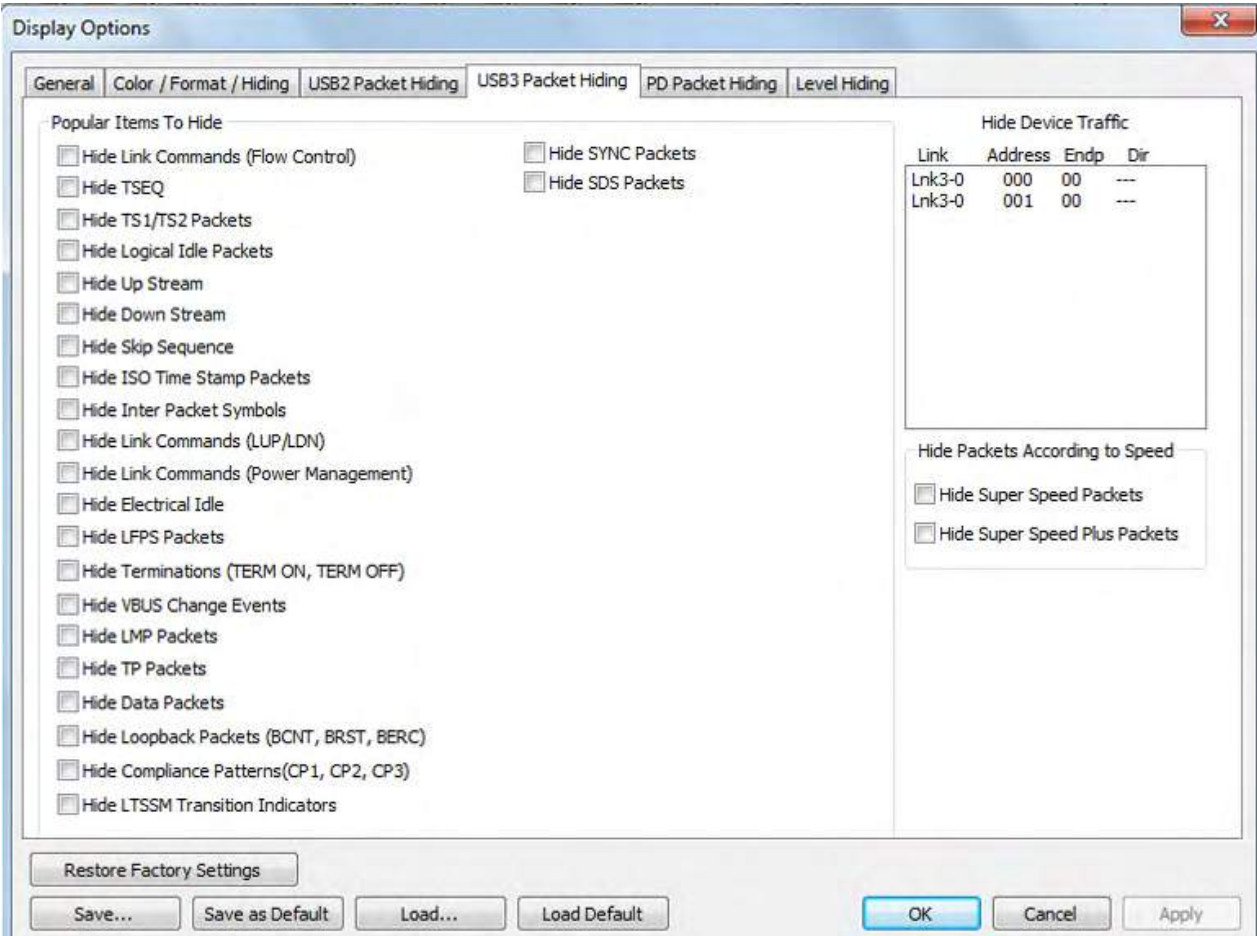 Display Options
General
Color / Format / Hiding
USB2 Packet Hiding
USB3 Packet Hiding
PD Packet Hiding
Level Hiding
Popular Items To Hide
Hide Link Commands (Flow Control)
Hide TSEQ
Hide TS1/TS2 Packets
Hide Logical Idle Packets
Hide Up Stream
Hide Down Stream
Hide Skip Sequence
Hide ISO Time Stamp Packets
Hide Inter Packet Symbols
Hide Link Commands (LUP/LDN)
Hide Link Commands (Power Management)
Hide Electrical Idle
Hide LFPS Packets
Hide Terminations (TERM ON, TERM OFF)
Hide VBUS Change Events
Hide LMP Packets
Hide TP Packets
Hide Data Packets
Hide Loopback Packets (BCNT, BRST, BERC)
Hide Compliance Patterns(CP1, CP2, CP3)
Hide LTSSM Transition Indicators
Hide SYNC Packets
Hide SDS Packets
Hide Device Traffic
Link Address Endp Dir
Lnk3-0 000 00 ---
Lnk3-0 001 00 ---
Hide Packets According to Speed
Hide Super Speed Packets
Hide Super Speed Plus Packets
Restore Factory Settings
Save...
Save as Default
Load...
Load Default
OK
Cancel
Apply